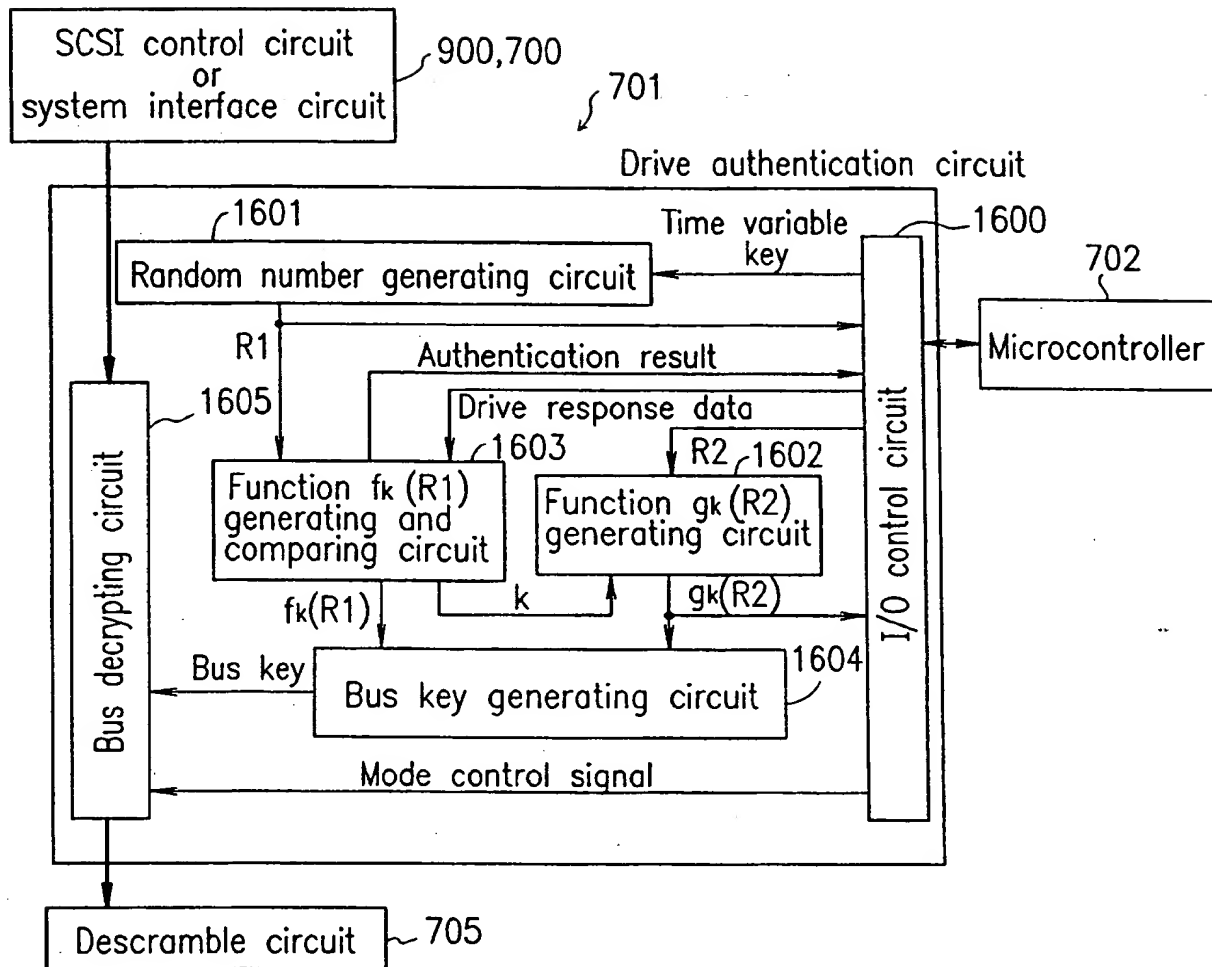 SCSI control circuit
or
system interface circuit
900,700
701
Drive authentication circuit
1601
Time variable
key
1600
Random number generating circuit
702
R1
Microcontroller
Authentication result
1605
Drive response data
1603
R2
1602
Function fk (R1)
generating and
comparing circuit
Function gk (R2)
generating circuit
I/O control circuit
Bus decrypting circuit
fk(R1)
k
gk(R2)
1604
Bus key
Bus key generating circuit
Mode control signal
Descramble circuit
705